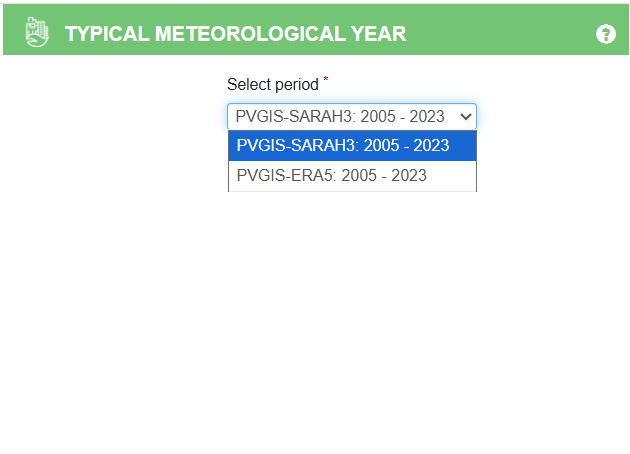 TYPICAL METEOROLOGICAL YEAR
?
Select period *
PVGIS-SARAH3: 2005 - 2023
PVGIS-SARAH3: 2005 - 2023
PVGIS-ERA5: 2005 - 2023